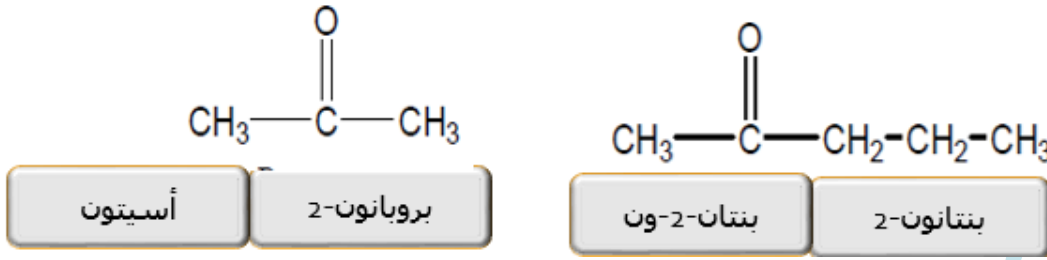 O
CH₃—C—CH₃
بروبانون-2
أسيتون
O
CH₃—C—CH₂-CH₂-CH₃
بنتانون-2
بنتان-2-ون